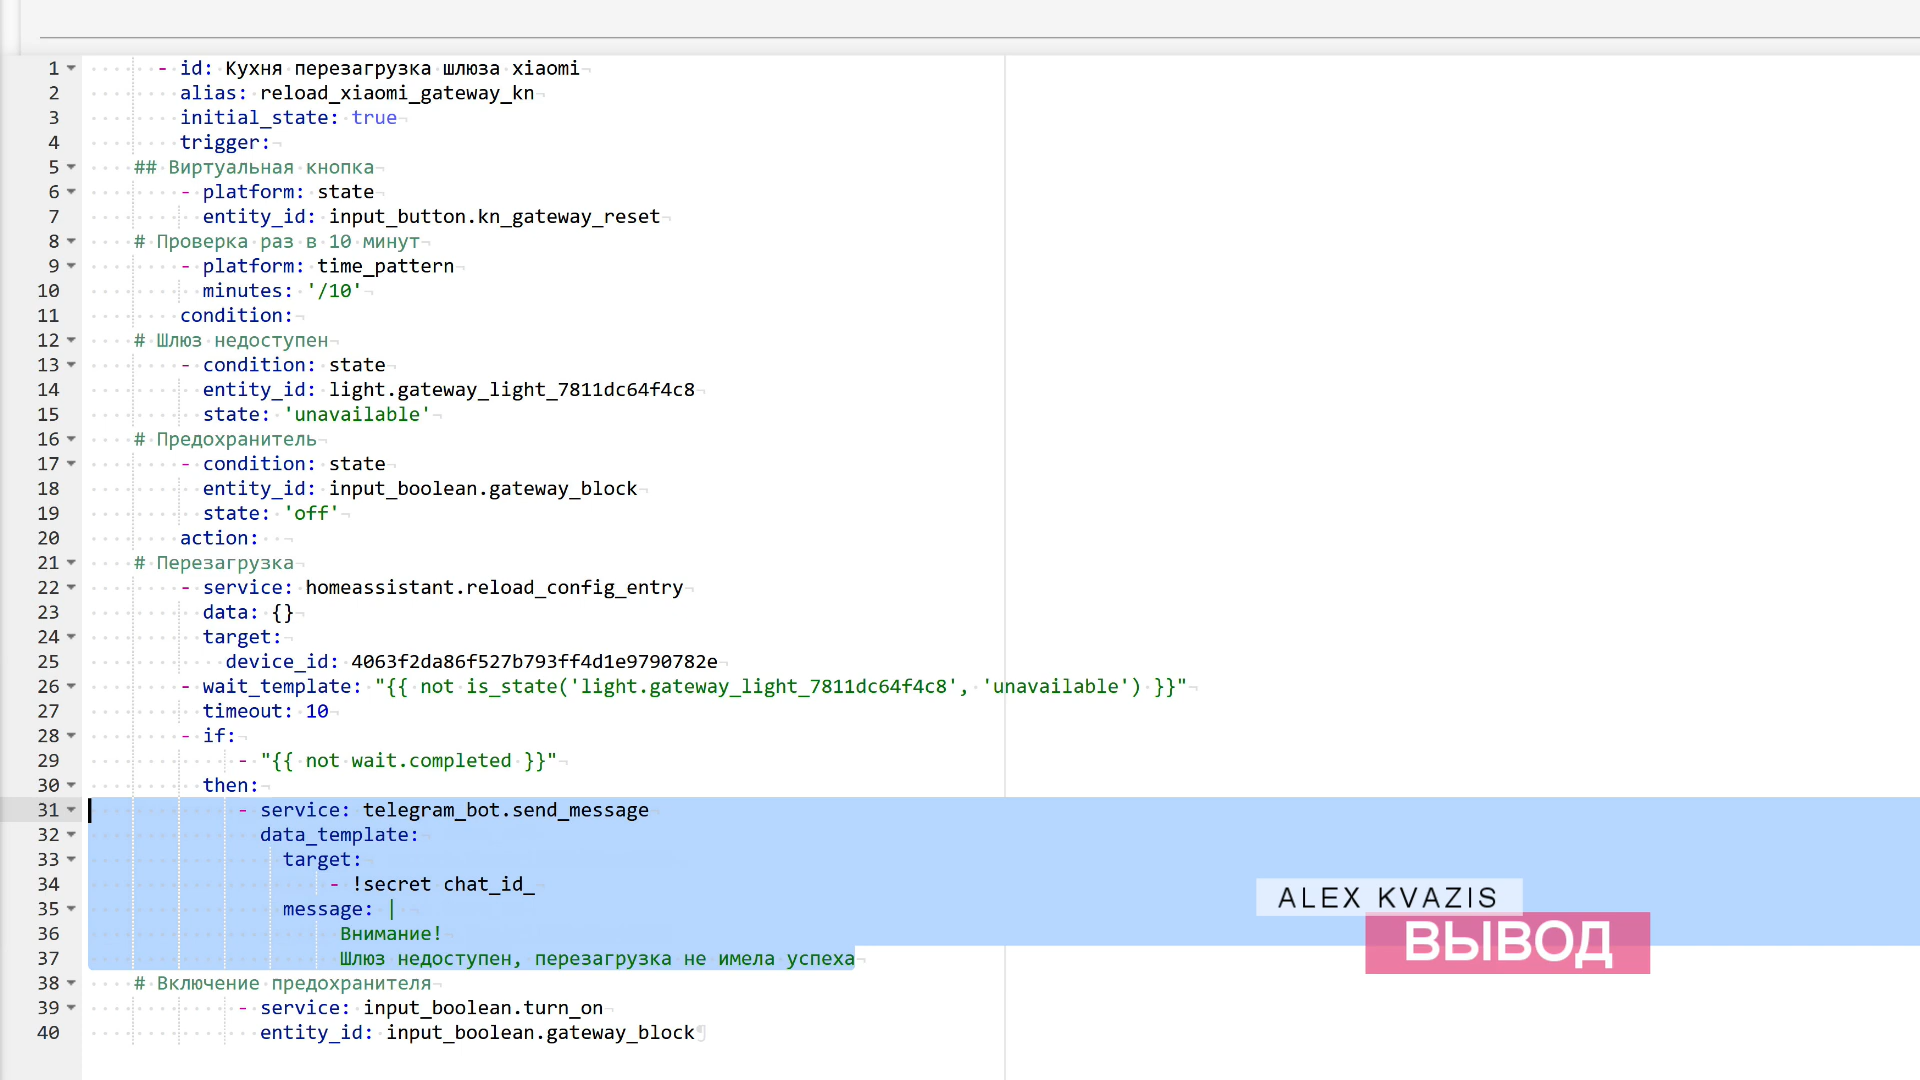 1 - id: Кухня перезагрузка шлюза xiaomi
2 alias: reload_xiaomi_gateway_kn
3 initial_state: true
4 trigger:
5 ## Виртуальная кнопка
6 - platform: state
7 entity_id: input_button.kn_gateway_reset
8 # Проверка раз в 10 минут
9 - platform: time_pattern
10 minutes: '/10'
11 condition:
12 # Шлюз недоступен
13 - condition: state
14 entity_id: light.gateway_light_7811dc64f4c8
15 state: 'unavailable'
16 # Предохранитель
17 - condition: state
18 entity_id: input_boolean.gateway_block
19 state: 'off'
20 action:
21 # Перезагрузка
22 - service: homeassistant.reload_config_entry
23 data: {}
24 target:
25 device_id: 4063f2da86f527b793ff4d1e9790782e
26 - wait_template: "{{ not is_state('light.gateway_light_7811dc64f4c8', 'unavailable') }}"
27 timeout: 10
28 - if:
29 - "{{ not wait.completed }}"
30 then:
31 - service: telegram_bot.send_message
32 data_template:
33 target:
34 - !secret chat_id_
35 message: |
36 Внимание!
37 Шлюз недоступен, перезагрузка не имела успеха
38 # Включение предохранителя
39 - service: input_boolean.turn_on
40 entity_id: input_boolean.gateway_block
ALEX KVAZIS
ВЫВОД